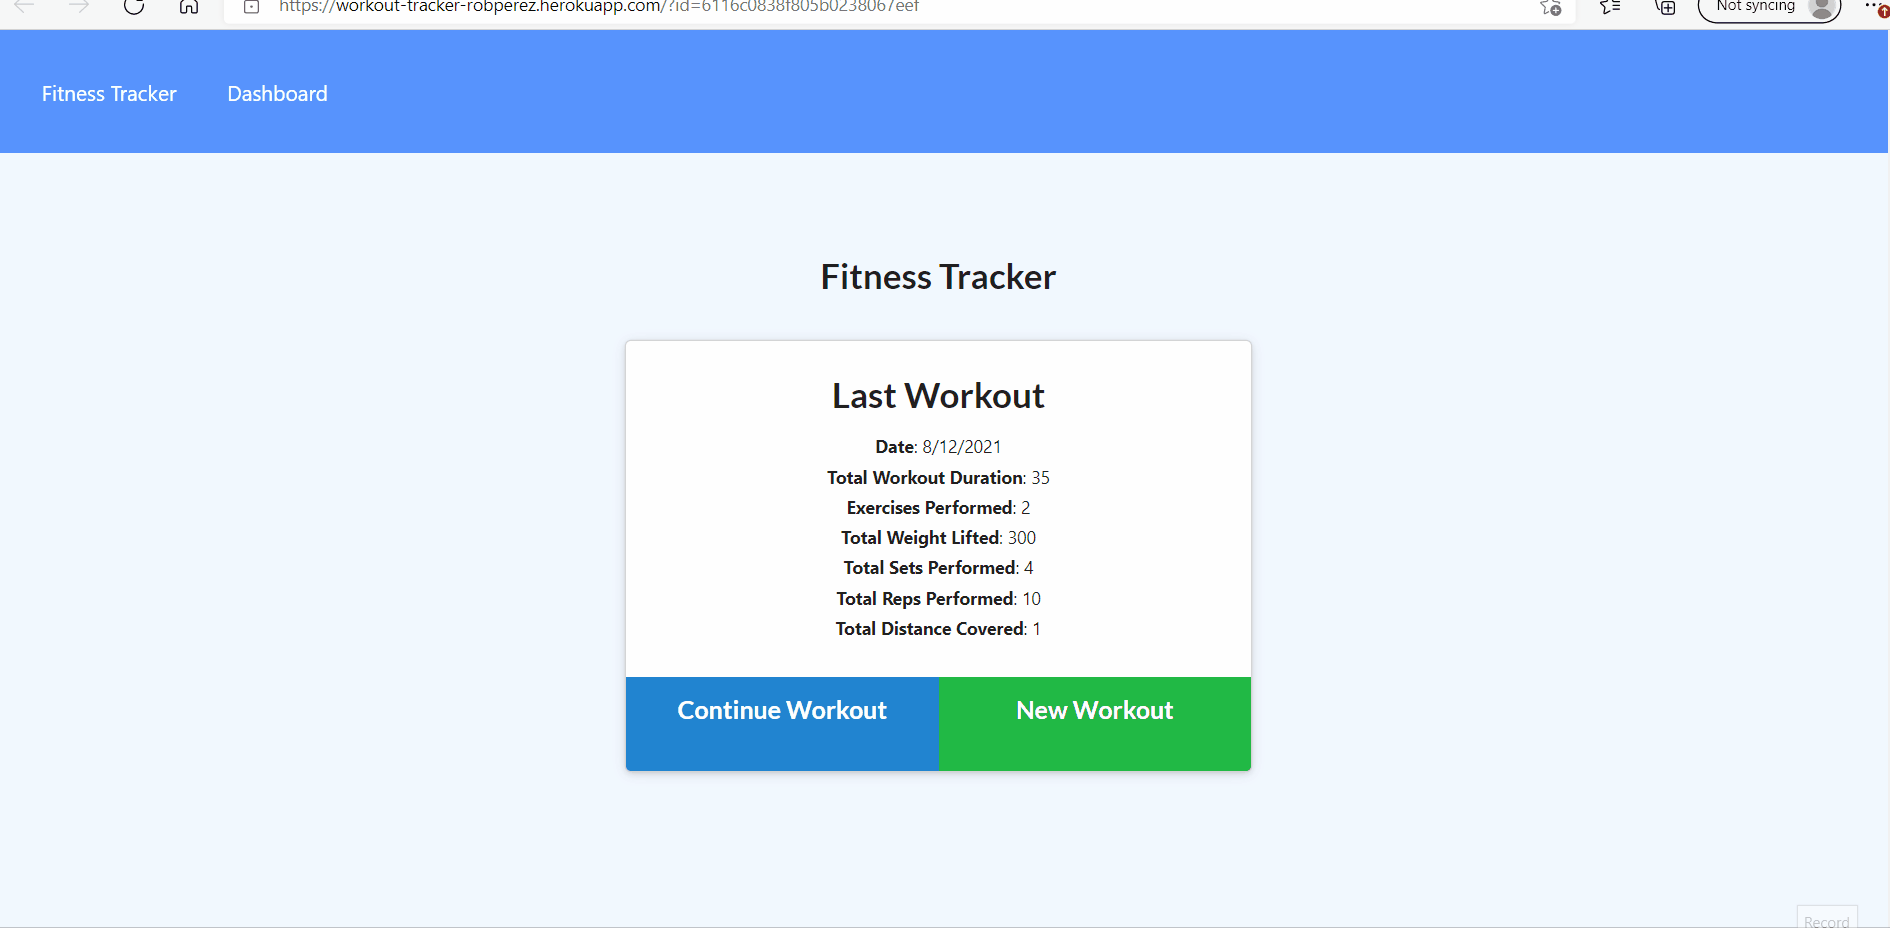 https://workout-tracker-robperez.herokuapp.com/?id=6116c0838f805b0238067eef
Not syncing
Fitness Tracker Dashboard
Fitness Tracker
Last Workout
Date: 8/12/2021
Total Workout Duration: 35
Exercises Performed: 2
Total Weight Lifted: 300
Total Sets Performed: 4
Total Reps Performed: 10
Total Distance Covered: 1
Continue Workout New Workout
Record